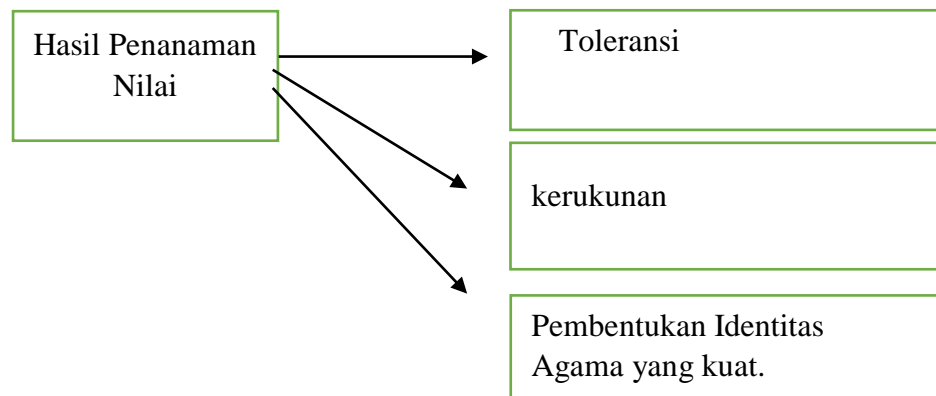 Hasil Penanaman
Nilai
Toleransi
kerukunan
Pembentukan Identitas
Agama yang kuat.